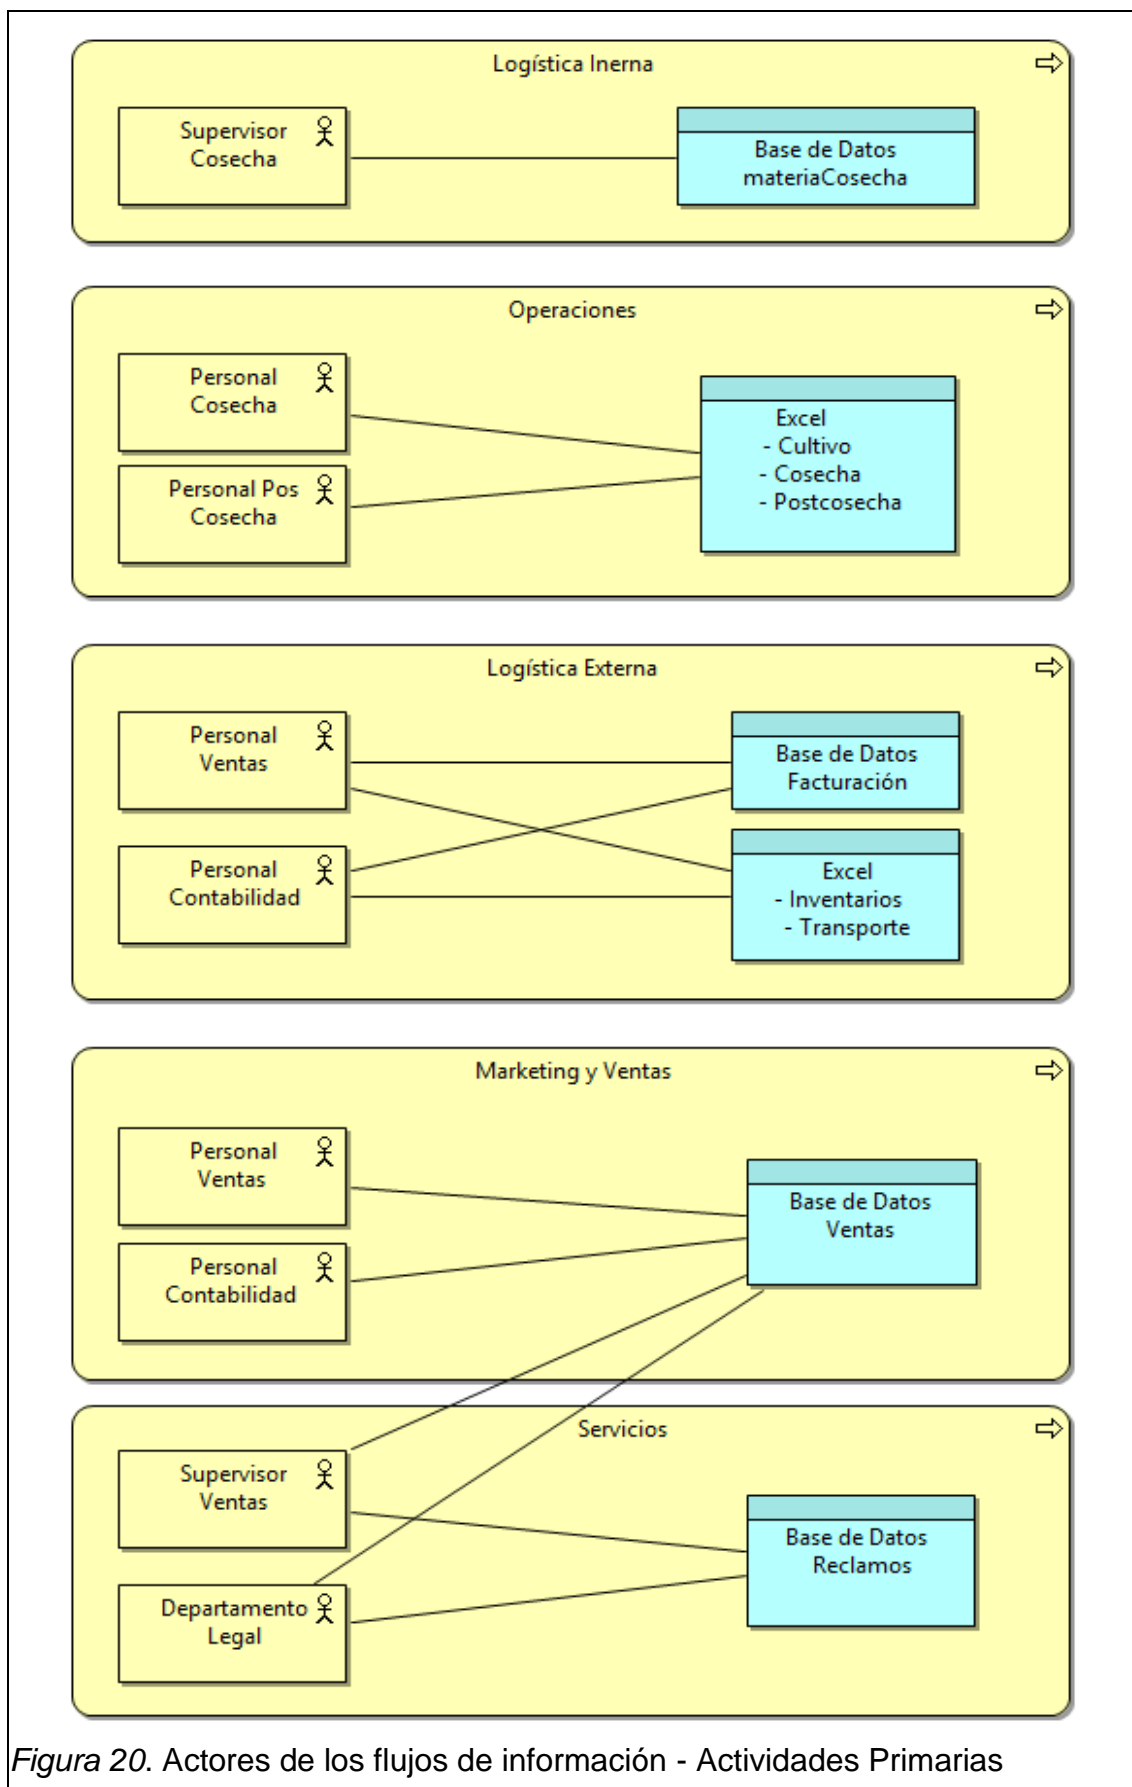 Logística Inerna
Supervisor
Cosecha
Base de Datos
materiaCosecha
Operaciones
Personal
Cosecha
Personal Pos
Cosecha
Excel
- Cultivo
- Cosecha
- Postcosecha
Logística Externa
Personal
Ventas
Personal
Contabilidad
Base de Datos
Facturación
Excel
- Inventarios
- Transporte
Marketing y Ventas
Personal
Ventas
Personal
Contabilidad
Base de Datos
Ventas
Servicios
Supervisor
Ventas
Departamento
Legal
Base de Datos
Reclamos
Figura 20. Actores de los flujos de información - Actividades Primarias